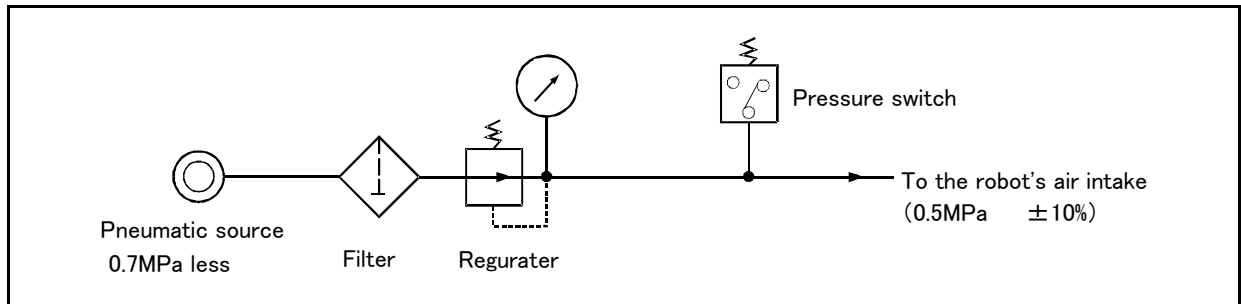 Pressure switch
To the robot's air intake
(0.5MPa ±10%)
Pneumatic source
0.7MPa less
Filter
Regurater